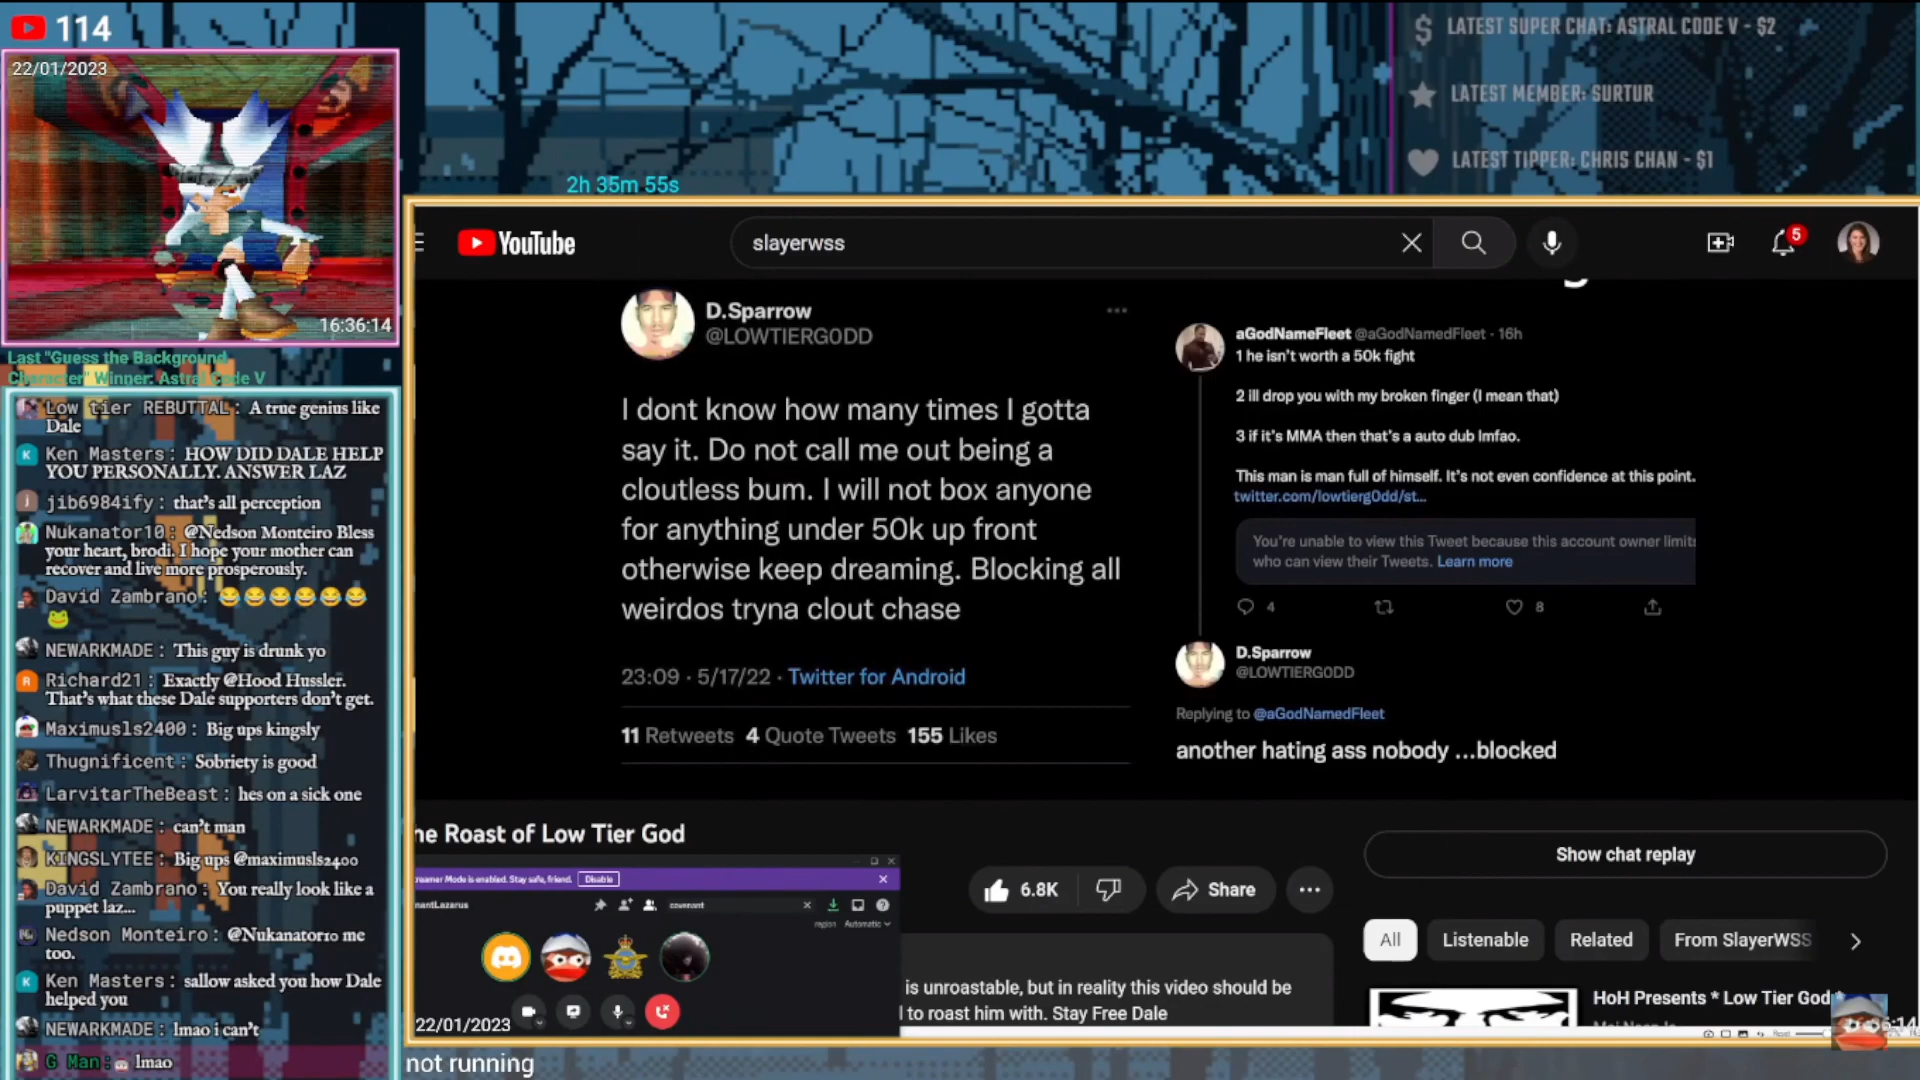 114
22/01/2023
16:36:14
Last "Guess the Background
Character" Winner: Astral Code V
Low tier REBUTTAL: A true genius like
Dale
Ken Masters: HOW DID DALE HELP
YOU PERSONALLY. ANSWER LAZ
jib6984ify: that's all perception
Nukanator10: @Nedson Monteiro Bless
your heart, brodi. I hope your mother can
recover and live more prosperously.
David Zambrano: 😂😂😂😂😂😂
🐸
NEWARKMADE: This guy is drunk yo
Richard21: Exactly @Hood Hussler.
That's what these Dale supporters don't get.
Maximusls2400: Big ups kingsly
Thugnificent: Sobriety is good
LarvitarTheBeast: hes on a sick one
NEWARKMADE: can't man
KINGSLYTEE: Big ups @maximusls2400
David Zambrano: You really look like a
puppet laz...
Nedson Monteiro: @Nukanator10 me
too.
Ken Masters: sallow asked you how Dale
helped you
NEWARKMADE: lmao i can't
G Man: lmao
LATEST SUPER CHAT: ASTRAL CODE V - $2
LATEST MEMBER: SURTUR
LATEST TIPPER: CHRIS CHAN - $1
2h 35m 55s
YouTube
slayerwss
5
D.Sparrow
@LOWTIERG0DD
I dont know how many times I gotta
say it. Do not call me out being a
cloutless bum. I will not box anyone
for anything under 50k up front
otherwise keep dreaming. Blocking all
weirdos tryna clout chase
23:09 · 5/17/22 · Twitter for Android
11 Retweets 4 Quote Tweets 155 Likes
aGodNameFleet @aGodNamedFleet · 16h
1 he isn't worth a 50k fight
2 ill drop you with my broken finger (I mean that)
3 if it's MMA then that's a auto dub lmfao.
This man is man full of himself. It's not even confidence at this point.
twitter.com/lowtierg0dd/st...
You're unable to view this Tweet because this account owner limits
who can view their Tweets. Learn more
4 8
D.Sparrow
@LOWTIERG0DD
Replying to @aGodNamedFleet
another hating ass nobody ...blocked
he Roast of Low Tier God
6.8K
Share
Show chat replay
All
Listenable
Related
From SlayerWSS
reamer Mode is enabled. Stay safe, friend. Disable
nantLazarus
covenant
region Automatic
22/01/2023
is unroastable, but in reality this video should be
l to roast him with. Stay Free Dale
HoH Presents * Low Tier God *
not running